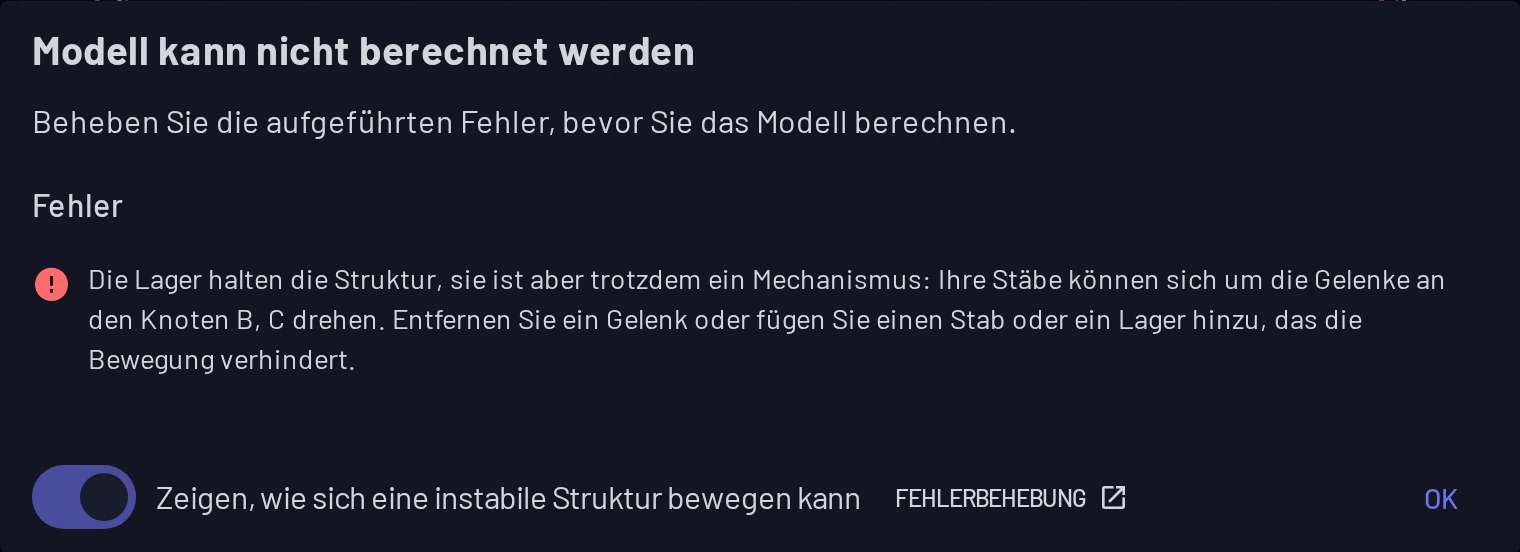 Modell kann nicht berechnet werden
Beheben Sie die aufgeführten Fehler, bevor Sie das Modell berechnen.
Fehler
Die Lager halten die Struktur, sie ist aber trotzdem ein Mechanismus: Ihre Stäbe können sich um die Gelenke an
den Knoten B, C drehen. Entfernen Sie ein Gelenk oder fügen Sie einen Stab oder ein Lager hinzu, das die
Bewegung verhindert.
Zeigen, wie sich eine instabile Struktur bewegen kann FEHLERBEHEBUNG OK